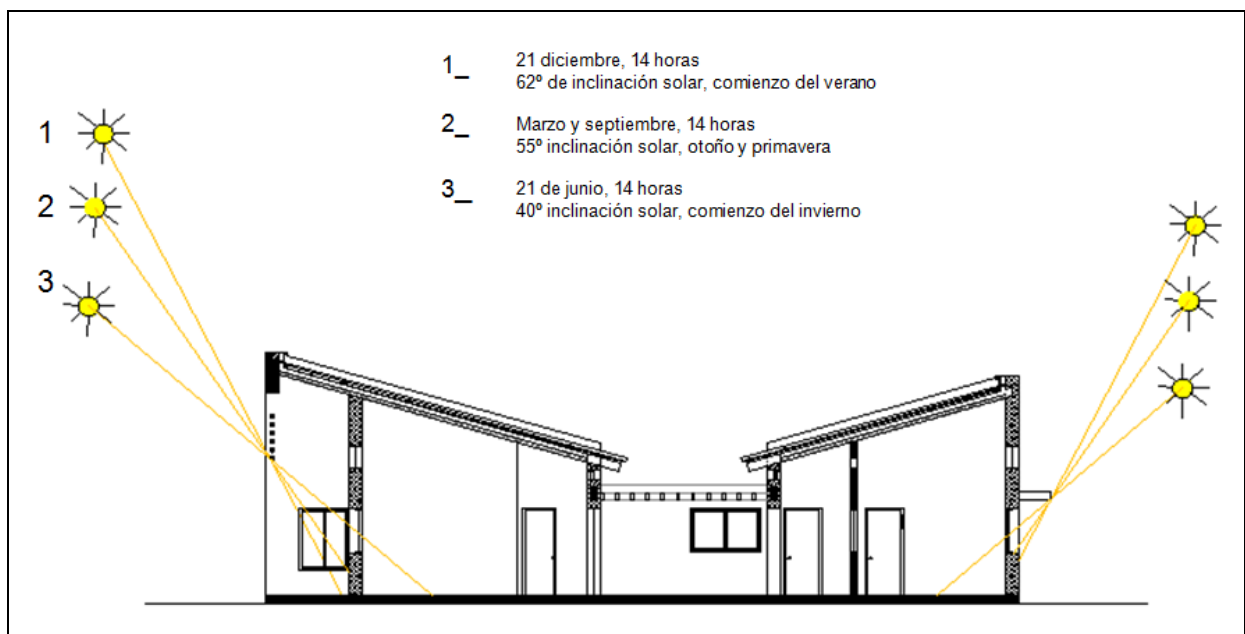 1_ 21 diciembre, 14 horas
62º de inclinación solar, comienzo del verano
2_ Marzo y septiembre, 14 horas
55º inclinación solar, otoño y primavera
3_ 21 de junio, 14 horas
40º inclinación solar, comienzo del invierno
1
2
3